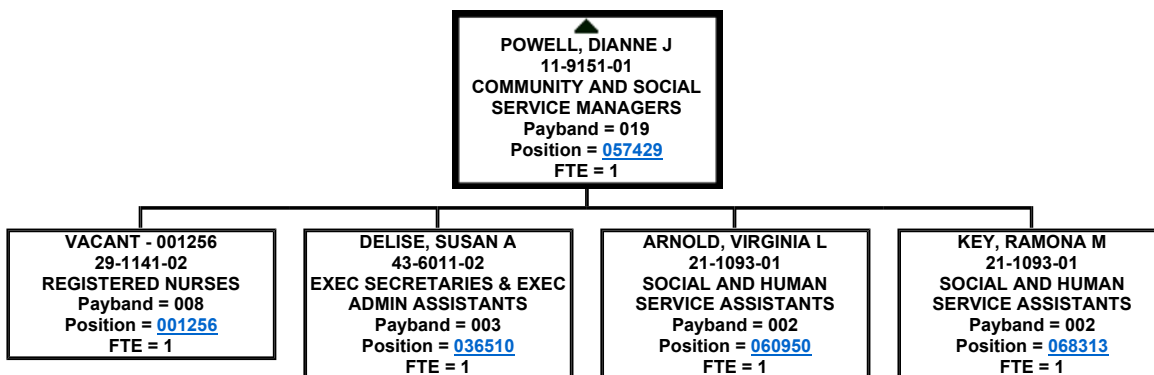 POWELL, DIANNE J
11-9151-01
COMMUNITY AND SOCIAL
SERVICE MANAGERS
Payband = 019
Position = 057429
FTE = 1
VACANT - 001256
29-1141-02
REGISTERED NURSES
Payband = 008
Position = 001256
FTE = 1
DELISE, SUSAN A
43-6011-02
EXEC SECRETARIES & EXEC
ADMIN ASSISTANTS
Payband = 003
Position = 036510
FTE = 1
ARNOLD, VIRGINIA L
21-1093-01
SOCIAL AND HUMAN
SERVICE ASSISTANTS
Payband = 002
Position = 060950
FTE = 1
KEY, RAMONA M
21-1093-01
SOCIAL AND HUMAN
SERVICE ASSISTANTS
Payband = 002
Position = 068313
FTE = 1